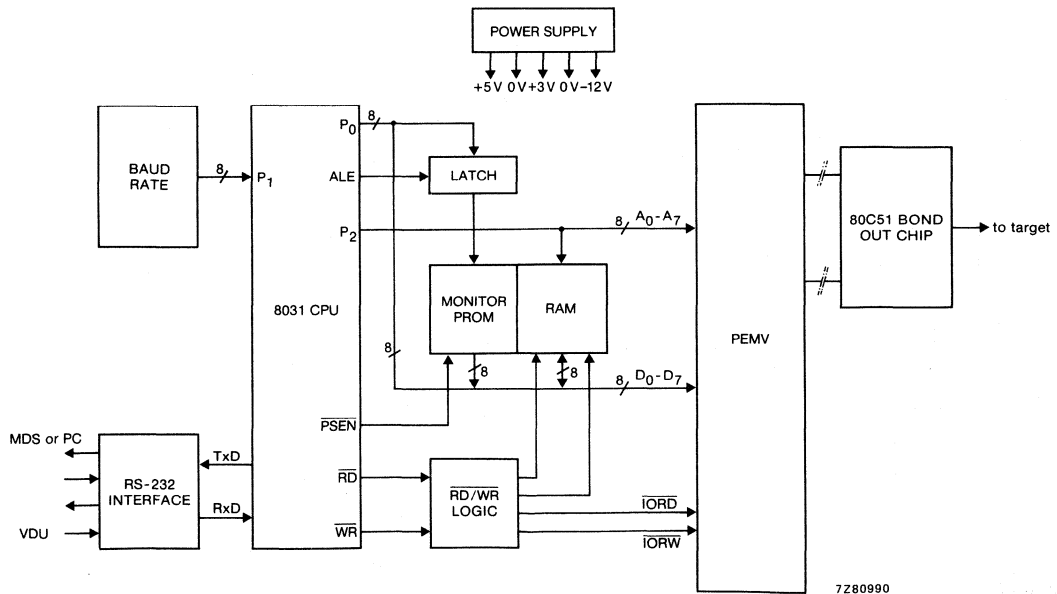 POWER SUPPLY
+5V 0V +3V 0V -12V
BAUD RATE
8
P1
8031 CPU
P0
8
ALE
LATCH
P2
8
A0-A7
MONITOR PROM
RAM
8
8
8
8
D0-D7
PSEN
RD
WR
RD/WR LOGIC
IORD
IORW
PEMV
80C51 BOND OUT CHIP
to target
MDS or PC
VDU
RS-232 INTERFACE
TxD
RxD
7Z80990